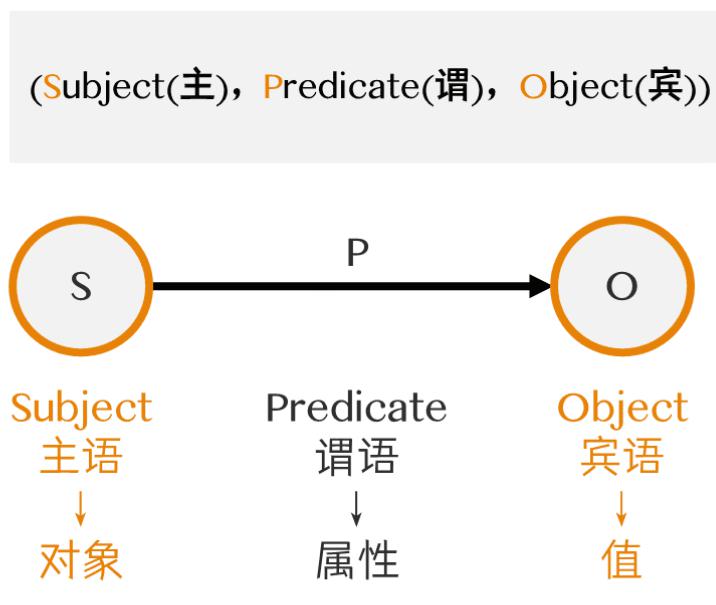 (Subject(主)，Predicate(谓)，Object(宾))
P
S
O
Subject Predicate Object
主语 谓语 宾语
↓ ↓ ↓
对象 属性 值